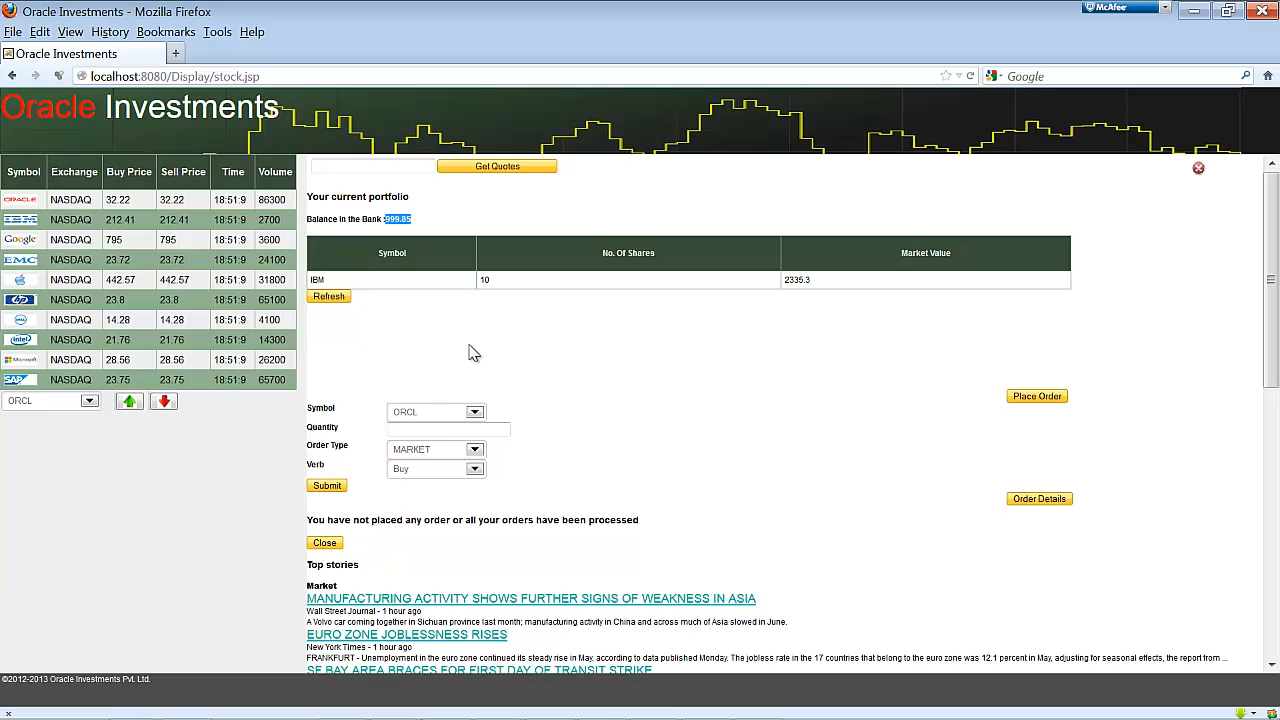 Oracle Investments - Mozilla Firefox
McAfee
File Edit View History Bookmarks Tools Help
Oracle Investments
+
localhost:8080/Display/stock.jsp
Google
Oracle Investments
Symbol Exchange Buy Price Sell Price Time Volume
ORACLE NASDAQ 32.22 32.22 18:51:9 86300
IBM NASDAQ 212.41 212.41 18:51:9 2700
Google NASDAQ 795 795 18:51:9 3600
EMC NASDAQ 23.72 23.72 18:51:9 24100
NASDAQ 442.57 442.57 18:51:9 31800
hp NASDAQ 23.8 23.8 18:51:9 65100
DELL NASDAQ 14.28 14.28 18:51:9 4100
intel NASDAQ 21.76 21.76 18:51:9 14300
Microsoft NASDAQ 28.56 28.56 18:51:9 26200
SAP NASDAQ 23.75 23.75 18:51:9 65700
ORCL
Get Quotes
Your current portfolio
Balance in the Bank :999.85
Symbol No. Of Shares Market Value
IBM 10 2335.3
Refresh
Place Order
Symbol ORCL
Quantity
Order Type MARKET
Verb Buy
Submit
Order Details
You have not placed any order or all your orders have been processed
Close
Top stories
Market
MANUFACTURING ACTIVITY SHOWS FURTHER SIGNS OF WEAKNESS IN ASIA
Wall Street Journal - 1 hour ago
A Volvo car coming together in Sichuan province last month; manufacturing activity in China and across much of Asia slowed in June.
EURO ZONE JOBLESSNESS RISES
New York Times - 1 hour ago
FRANKFURT - Unemployment in the euro zone continued its steady rise in May, according to data published Monday. The jobless rate in the 17 countries that belong to the euro zone was 12.1 percent in May, adjusting for seasonal effects, the report from ...
SF BAY AREA BRACES FOR FIRST DAY OF TRANSIT STRIKE
©2012-2013 Oracle Investments Pvt. Ltd.